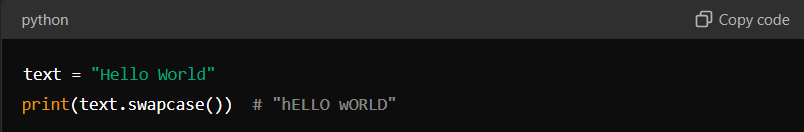 python
Copy code
text = "Hello World"
print(text.swapcase())  # "hELLO wORLD"